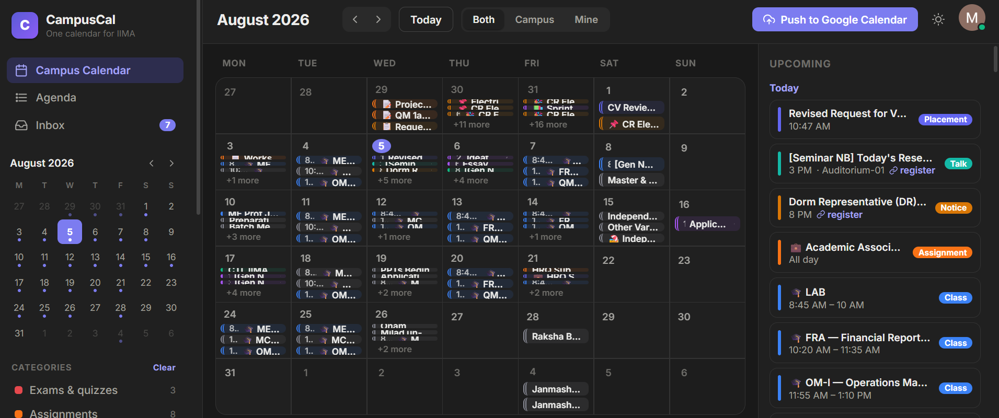 C
CampusCal
One calendar for IIMA
Campus Calendar
Agenda
Inbox
7
August 2026
M T W T F S S
27 28 29 30 31 1 2
3 4 5 6 7 8 9
10 11 12 13 14 15 16
17 18 19 20 21 22 23
24 25 26 27 28 29 30
31 1 2 3 4 5 6
CATEGORIES
Clear
Exams & quizzes 3
Assignments 8
August 2026
Today
Both Campus Mine
Push to Google Calendar
M
MON TUE WED THU FRI SAT SUN
27
28
29
Projec...
QM 1a...
Reque...
30
Electri...
CR Ele...
CR E...
+11 more
31
CR Ele...
Sprint
CR Ele...
+16 more
1
CV Revie...
CR Ele...
2
3
Works...
8.. ME...
10:...
+1 more
4
8.. ME...
10:... ...
1.. OM...
5
Revised
[Semin
Dorm R
+5 more
6
Ideat
Essay
8 [Gen N...
+4 more
7
8:4... ...
1.. FR...
1.. QM...
8
[Gen N...
Master & ...
9
10
ME Prof J...
Preparati...
Batch Me...
+3 more
11
8.. ME...
10:... ...
1.. OM...
12
8:4...
1.. MC...
1.. OM...
+1 more
13
8:4... ...
1.. FR...
1.. QM...
14
8:4...
1.. FR...
1.. OM...
+1 more
15
Independ...
Other Var...
Indep...
16
Applic...
17
CTL IIMA
[Gen N...
[Gen N...
+4 more
18
8.. M...
10:... ...
1.. OM...
19
PPTs Begin
Applicati...
8... M...
+2 more
20
8:4... ...
1.. FR...
1.. QM...
21
HRO Sub
HRO S...
8:4...
+2 more
22
23
24
8.. ME...
1.. MC...
1.. OM...
25
8.. ME...
1.. MC...
1.. OM...
26
Onam
Milad un-
8... M...
+2 more
27
28
Raksha B...
29
30
31
1
2
3
4
Janmash...
Janmash...
5
6
UPCOMING
Today
Revised Request for V...
10:47 AM
Placement
[Seminar NB] Today's Rese...
3 PM · Auditorium-01 register
Talk
Dorm Representative (DR)...
8 PM register
Notice
Academic Associ...
All day
Assignment
LAB
8:45 AM – 10 AM
Class
FRA — Financial Report...
10:20 AM – 11:35 AM
Class
OM-I — Operations Ma...
11:55 AM – 1:10 PM
Class